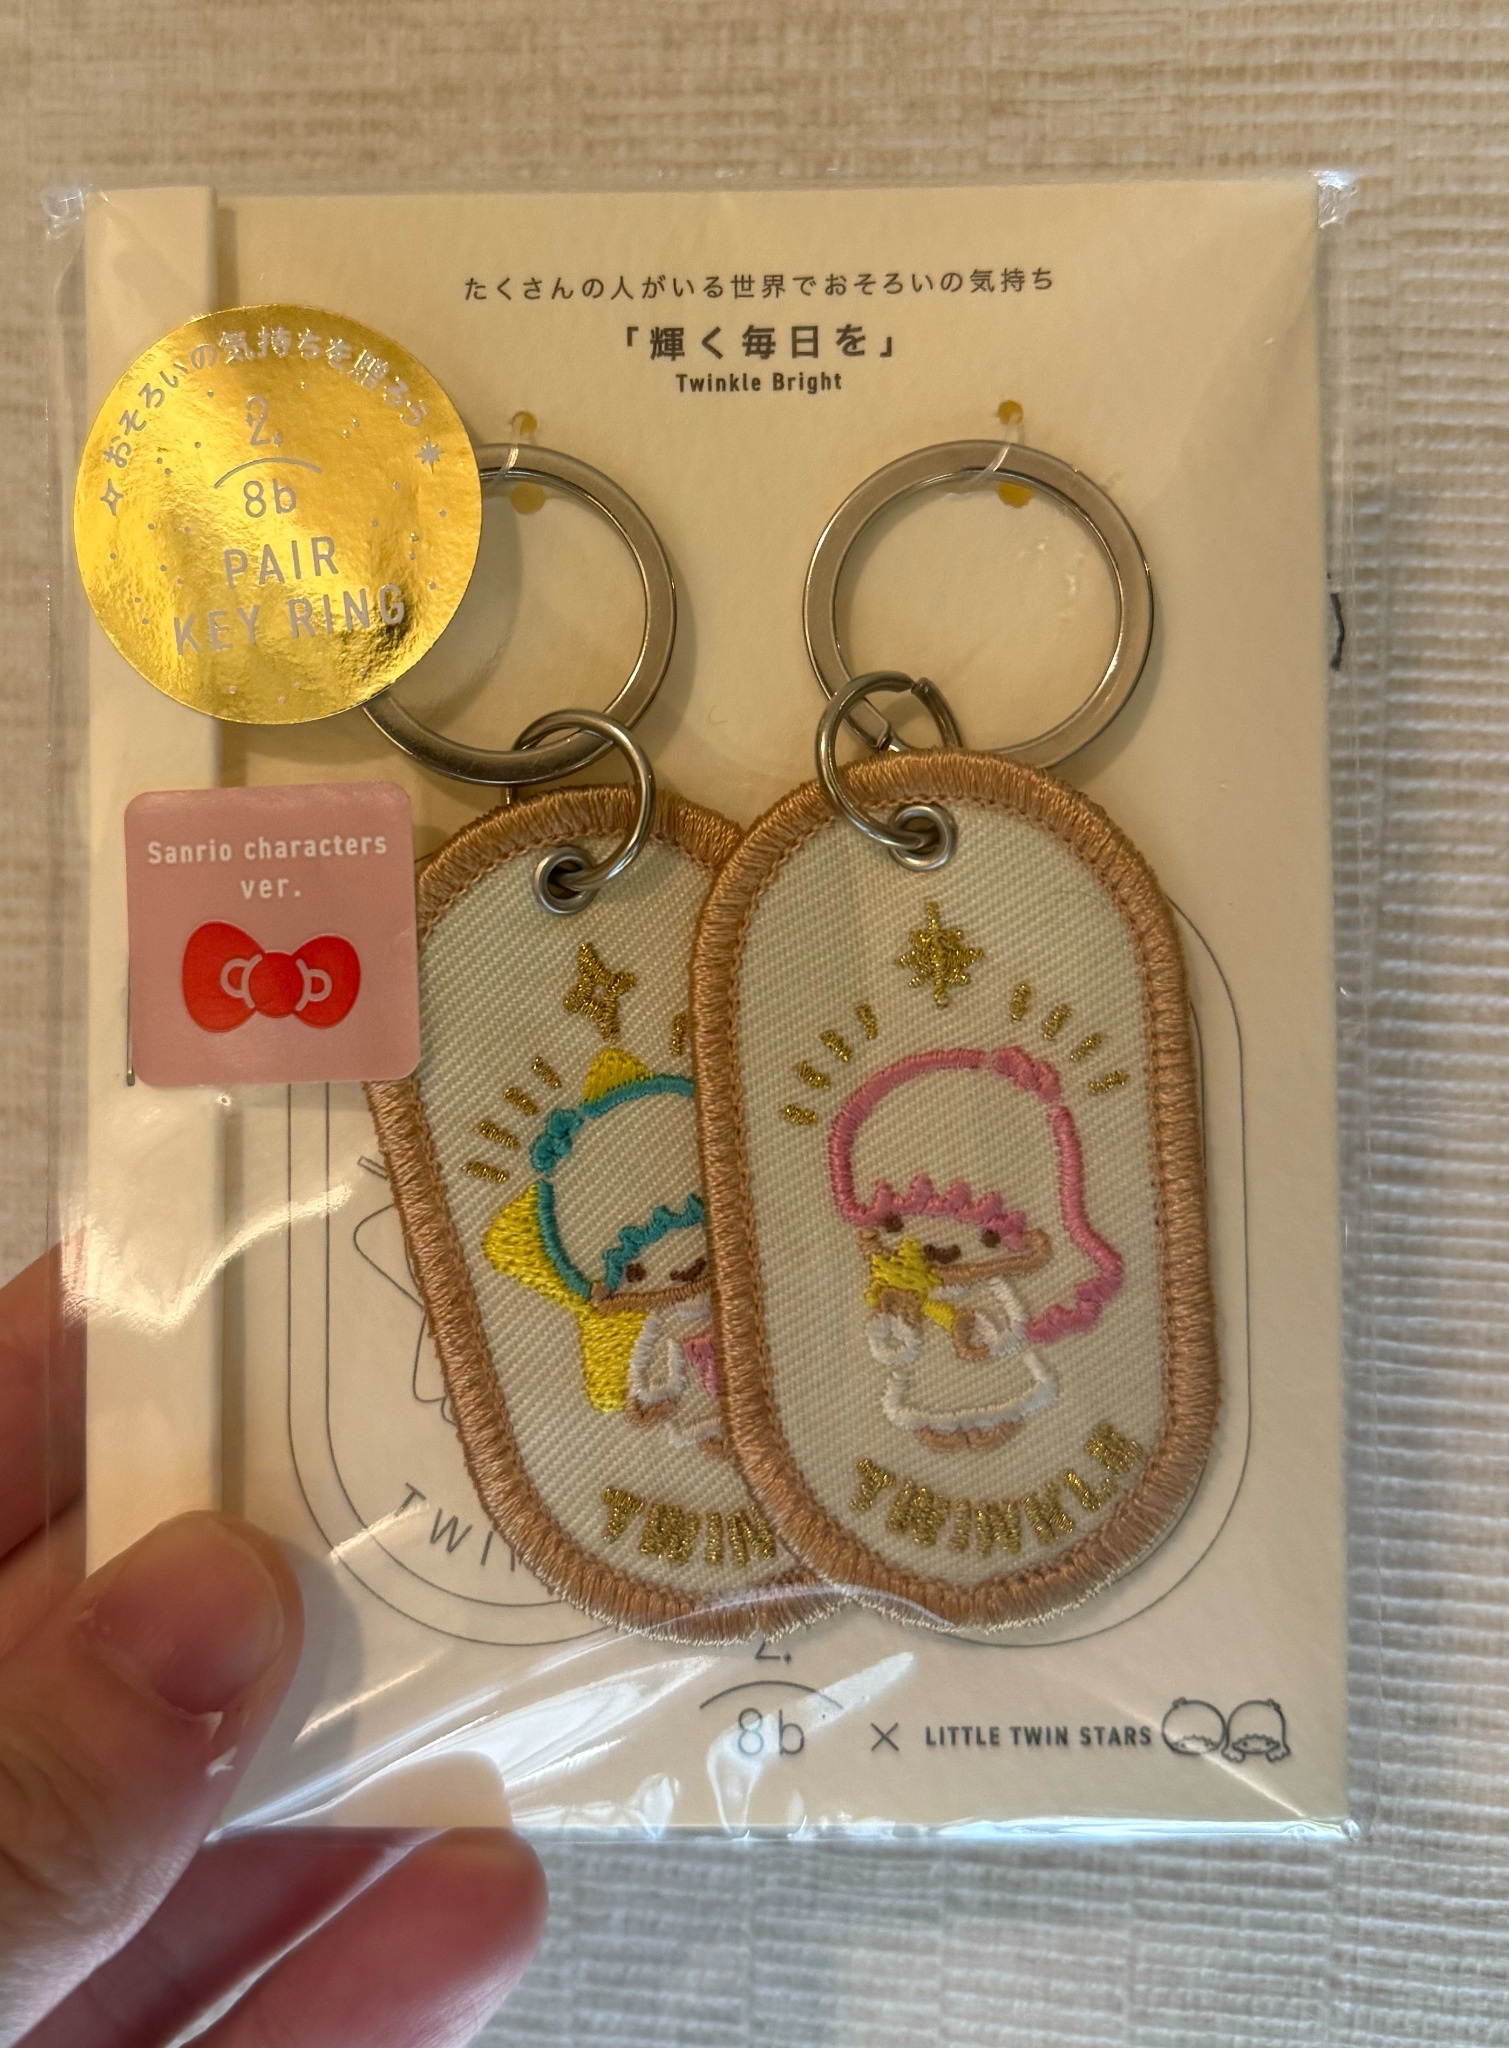 たくさんの人がいる世界でおそろいの気持ち
「輝く毎日を」
Twinkle Bright
おそろいの気持ちを贈ろう
2.
8b
PAIR
KEY RING
Sanrio characters
ver.
TWIN
TWINKLE
TWI
2.
8b × LITTLE TWIN STARS